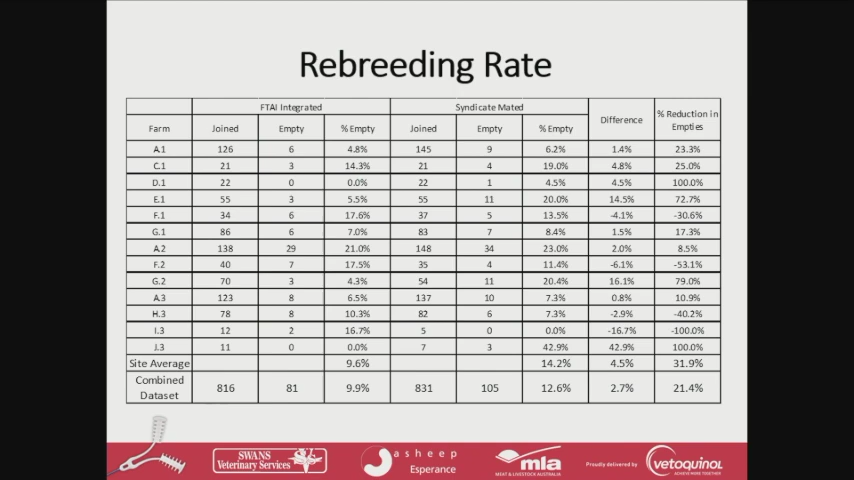 Rebreeding Rate
FTAI Integrated Syndicate Mated Difference % Reduction in Empties
Farm Joined Empty % Empty Joined Empty % Empty
A.1 126 6 4.8% 145 9 6.2% 1.4% 23.3%
C.1 21 3 14.3% 21 4 19.0% 4.8% 25.0%
D.1 22 0 0.0% 22 1 4.5% 4.5% 100.0%
E.1 55 3 5.5% 55 11 20.0% 14.5% 72.7%
F.1 34 6 17.6% 37 5 13.5% -4.1% -30.6%
G.1 86 6 7.0% 83 7 8.4% 1.5% 17.3%
A.2 138 29 21.0% 148 34 23.0% 2.0% 8.5%
F.2 40 7 17.5% 35 4 11.4% -6.1% -53.1%
G.2 70 3 4.3% 54 11 20.4% 16.1% 79.0%
A.3 123 8 6.5% 137 10 7.3% 0.8% 10.9%
H.3 78 8 10.3% 82 6 7.3% -2.9% -40.2%
I.3 12 2 16.7% 5 0 0.0% -16.7% -100.0%
J.3 11 0 0.0% 7 3 42.9% 42.9% 100.0%
Site Average 9.6% 14.2% 4.5% 31.9%
Combined Dataset 816 81 9.9% 831 105 12.6% 2.7% 21.4%
SWANS
Veterinary Services
asheep
Esperance
mla
MEAT & LIVESTOCK AUSTRALIA
Proudly delivered by
vetoquinol
ACHIEVE MORE TOGETHER